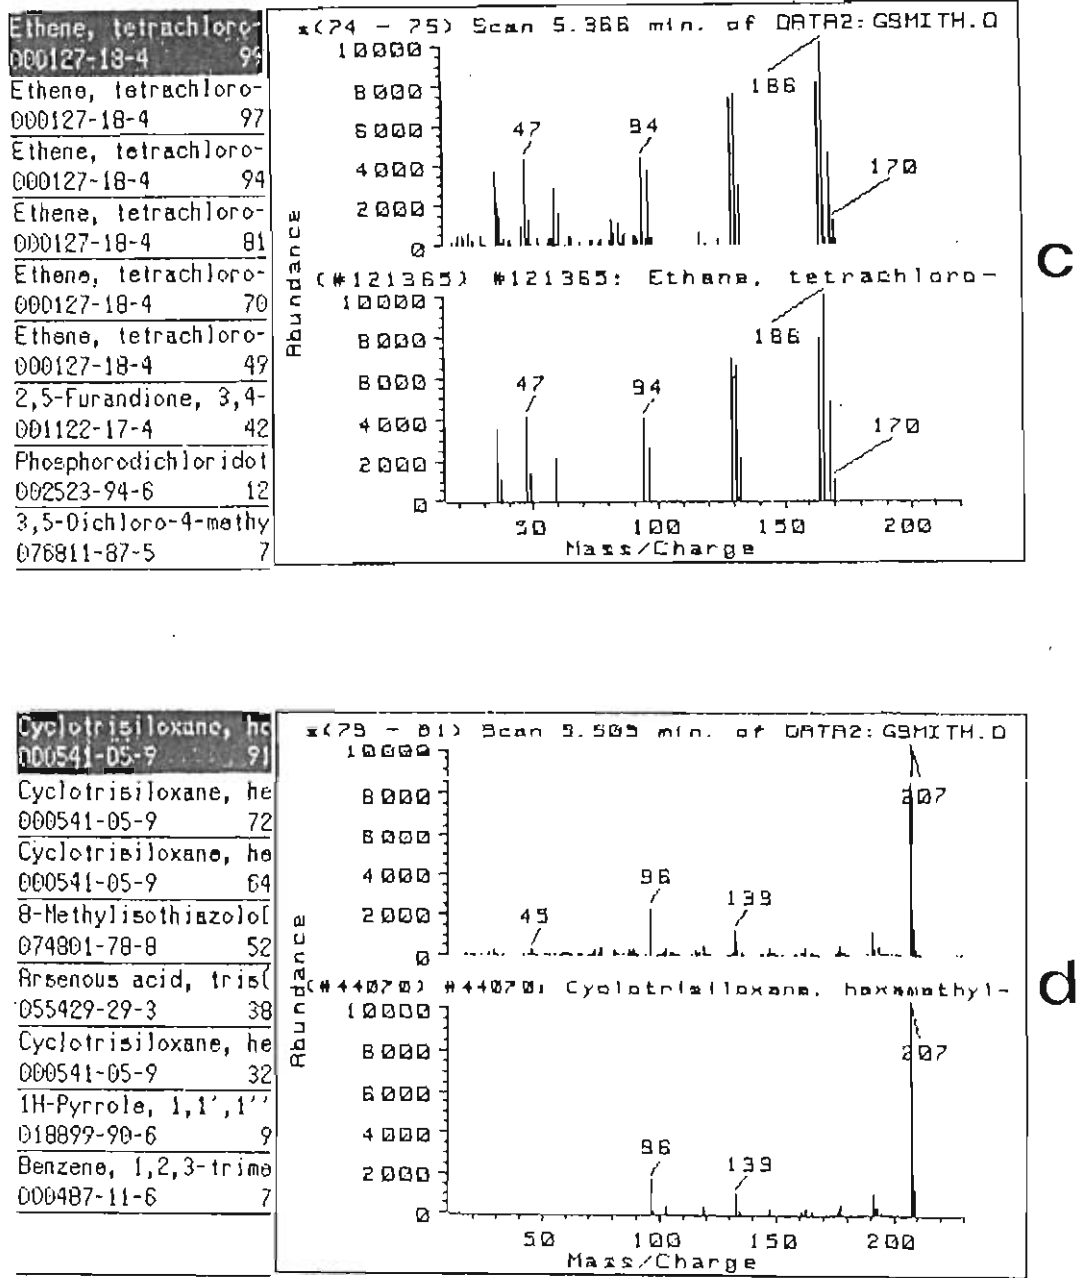 Ethene, tetrachloro-
000127-18-4 99
Ethene, tetrachloro-
000127-18-4 97
Ethene, tetrachloro-
000127-18-4 94
Ethene, tetrachloro-
000127-18-4 81
Ethene, tetrachloro-
000127-18-4 70
Ethene, tetrachloro-
000127-18-4 49
2,5-Furandione, 3,4-
001122-17-4 42
Phosphorodichloridot
002523-94-6 12
3,5-Dichloro-4-methy
076811-87-5 7
*(74 - 75) Scan 5.366 min. of DATA2:GSMITH.D
10000
8000
6000
4000
2000
0
47
94
166
170
Abundance
(#121365) #121365: Ethene, tetrachloro-
10000
8000
6000
4000
2000
0
47
94
166
170
50 100 150 200
Mass/Charge
c
Cyclotrisiloxane, he
000541-05-9 91
Cyclotrisiloxane, he
000541-05-9 72
Cyclotrisiloxane, he
000541-05-9 64
8-Methylisothiazolo[
074801-78-8 52
Arsenous acid, tris(
055429-29-3 38
Cyclotrisiloxane, he
000541-05-9 32
1H-Pyrrole, 1,1',1''
018899-90-6 9
Benzene, 1,2,3-trime
000487-11-6 7
*(79 - 81) Scan 5.509 min. of DATA2:GSMITH.D
10000
8000
6000
4000
2000
0
45
96
133
207
Abundance
(#44070) #44070: Cyclotrisiloxane, hexamethyl-
10000
8000
6000
4000
2000
0
96
133
207
50 100 150 200
Mass/Charge
d